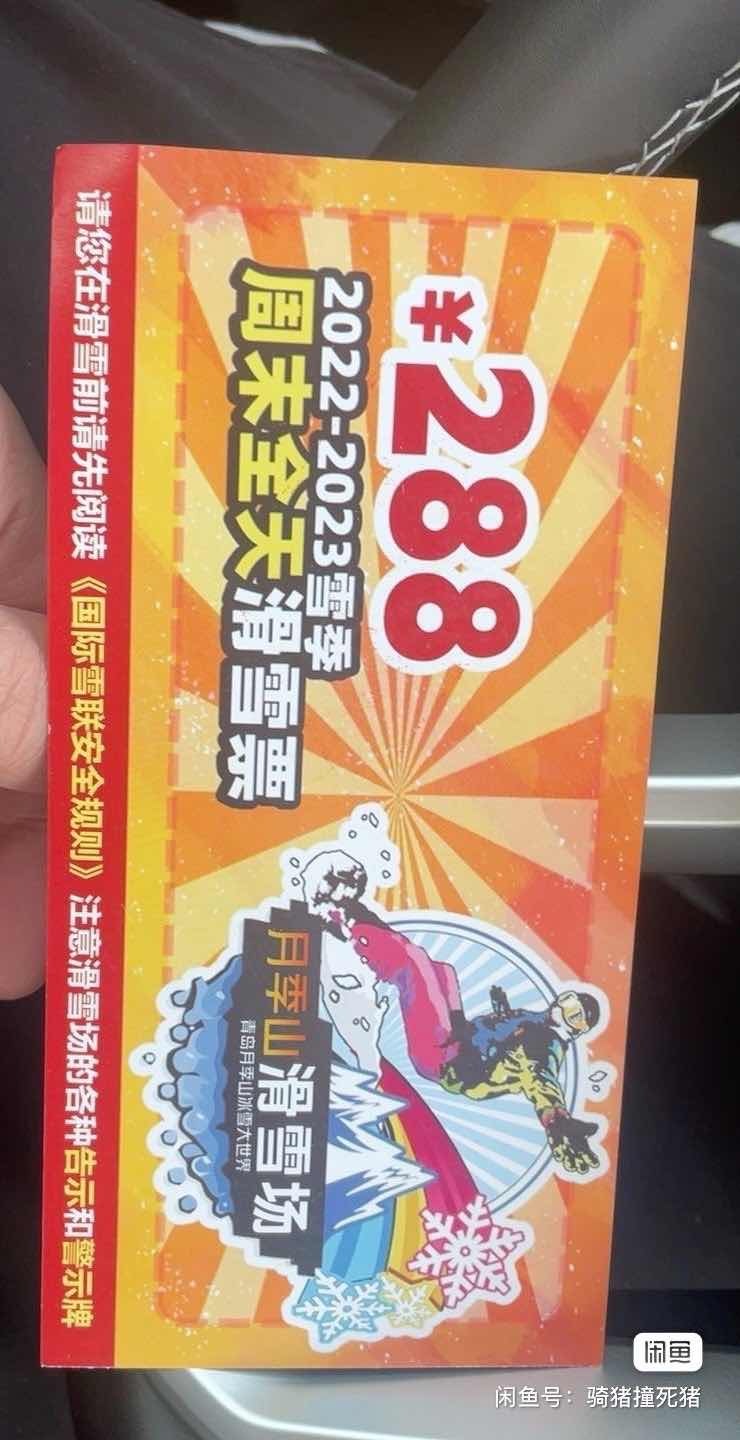 ¥288
2022-2023雪季
周末全天滑雪票
月季山滑雪场
青岛月季山冰雪大世界
请您在滑雪前请先阅读《国际雪联安全规则》注意滑雪场的各种告示和警示牌
闲鱼
闲鱼号：骑猪撞死猪